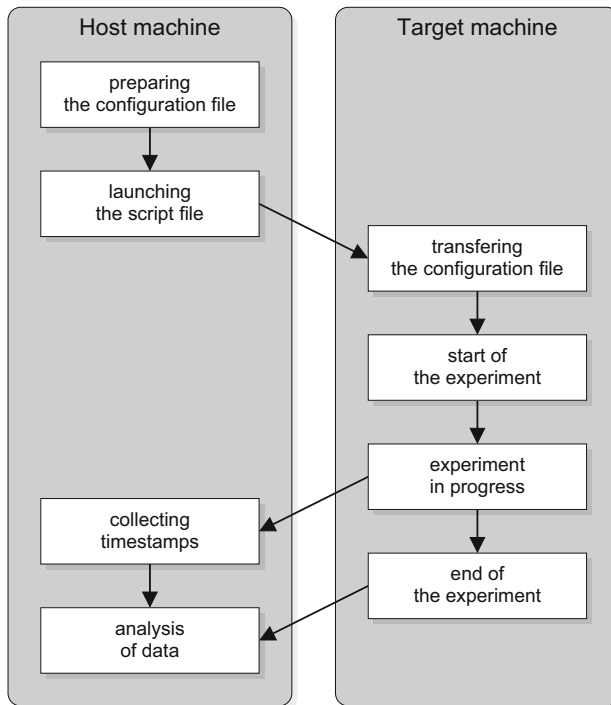 Host machine
preparing
the configuration file
launching
the script file
collecting
timestamps
analysis
of data
Target machine
transfering
the configuration file
start of
the experiment
experiment
in progress
end of
the experiment